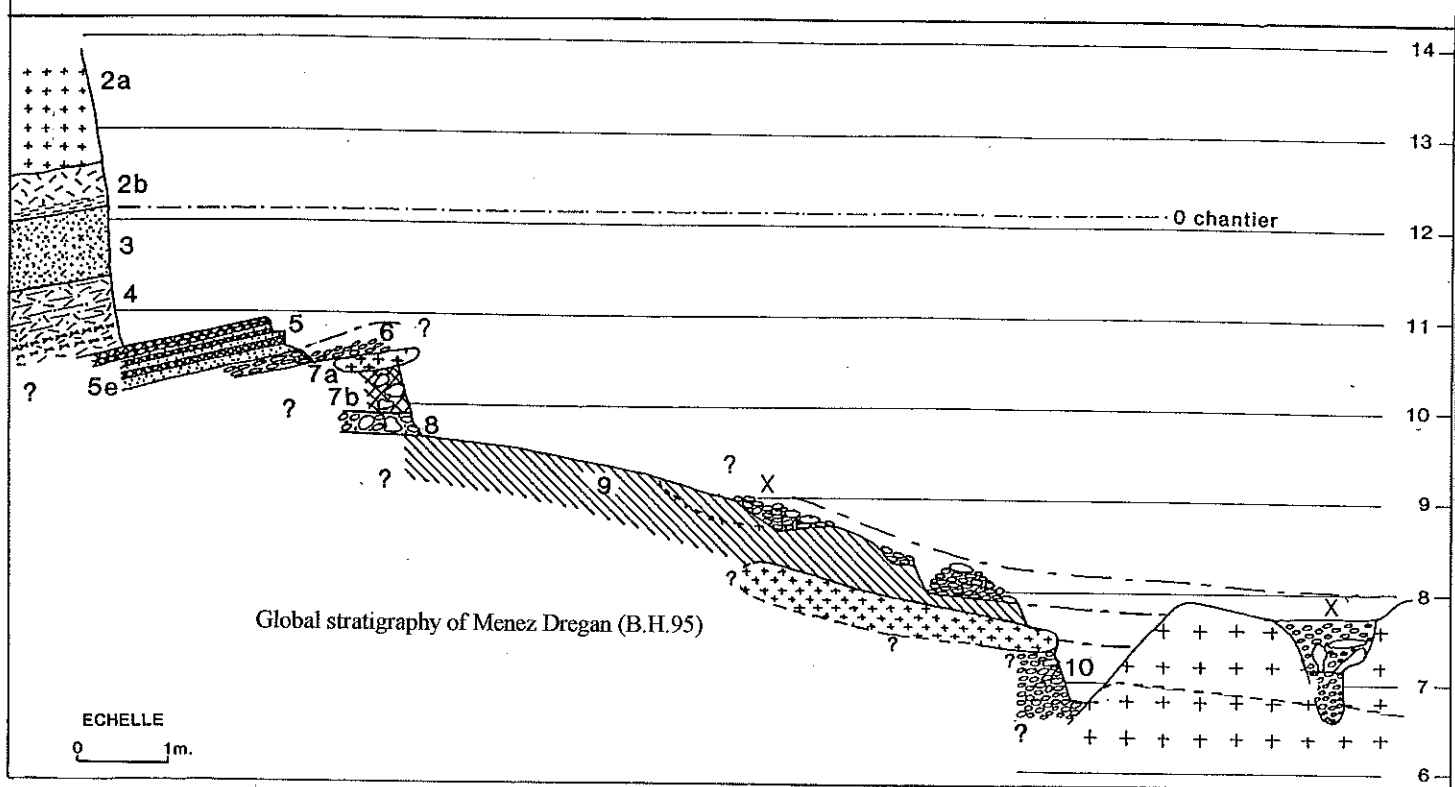 14
2a
13
2b
0 chantier
12
3
4
11
5
6
?
5e
7a
?
7b
?
10
8
?
?
X
9
9
?
8
X'
Global stratigraphy of Menez Dregan (B.H.95)
?
?
10
7
ECHELLE
0 1m.
?
6